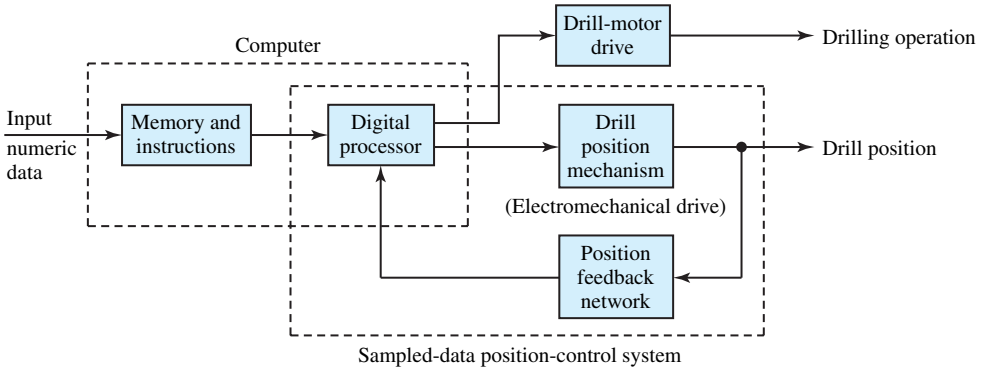 Computer
Input
numeric
data
Memory and
instructions
Digital
processor
Drill-motor
drive
Drilling operation
Drill
position
mechanism
Drill position
(Electromechanical drive)
Position
feedback
network
Sampled-data position-control system